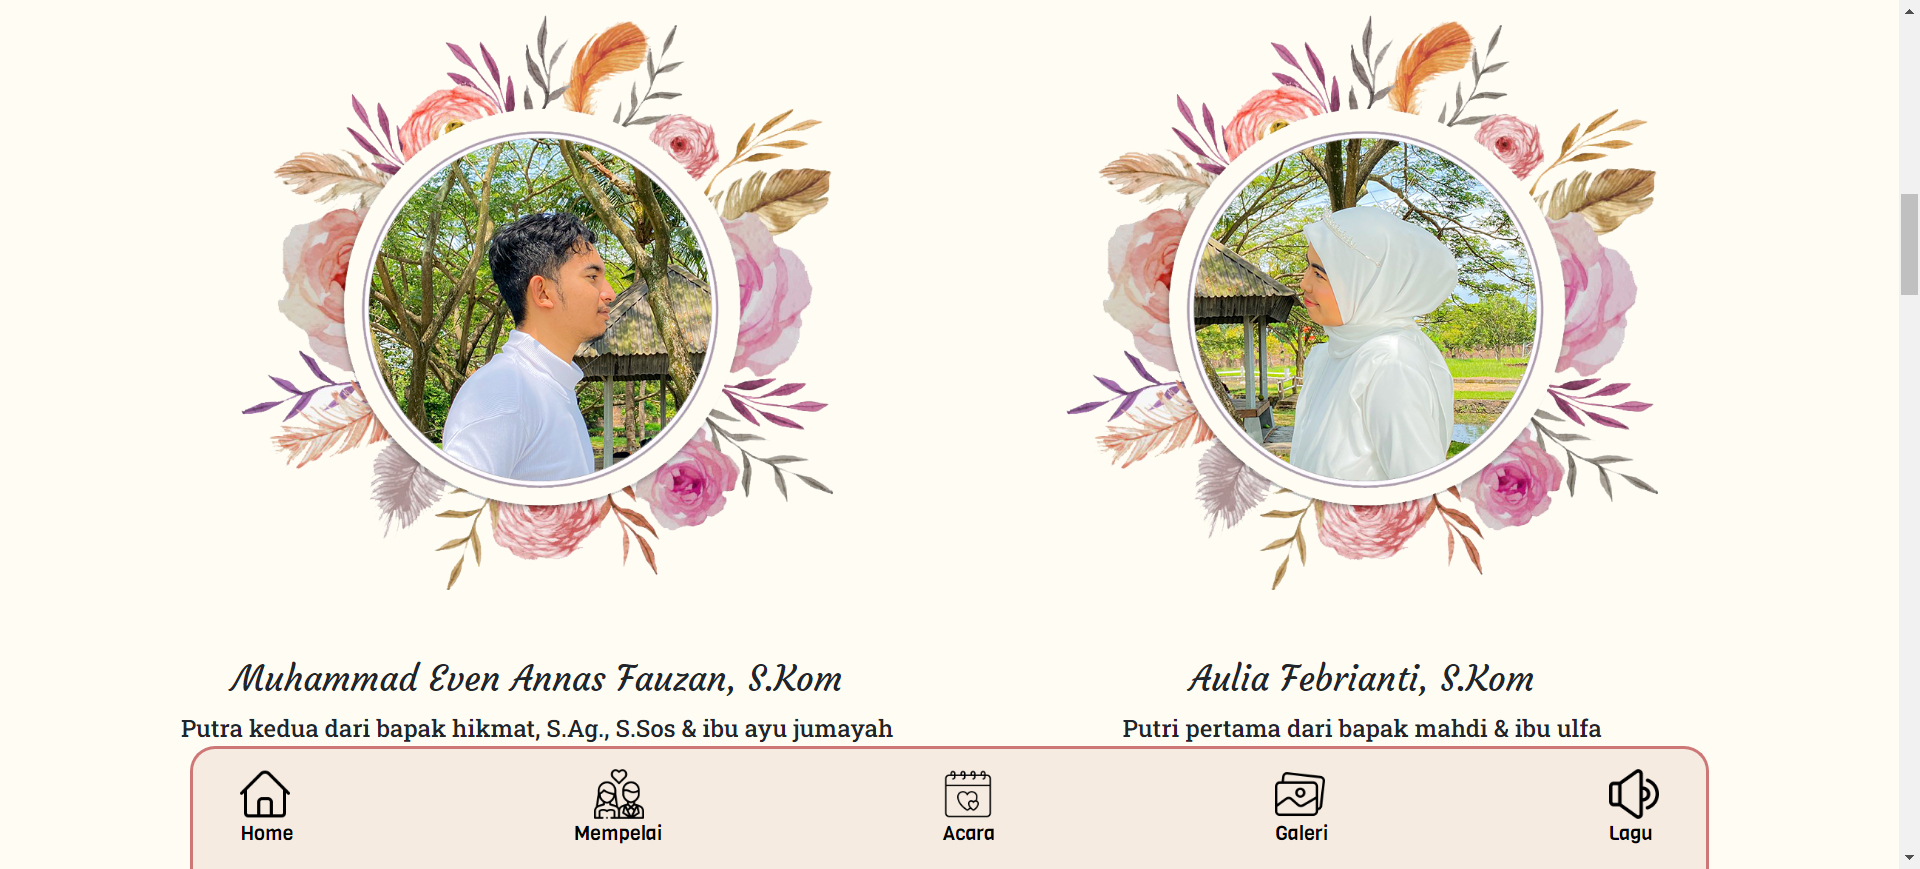 Muhammad Even Annas Fauzan, S.Kom
Putra kedua dari bapak hikmat, S.Ag., S.Sos & ibu ayu jumayah
Aulia Febrianti, S.Kom
Putri pertama dari bapak mahdi & ibu ulfa
Home
Mempelai
Acara
Galeri
Lagu